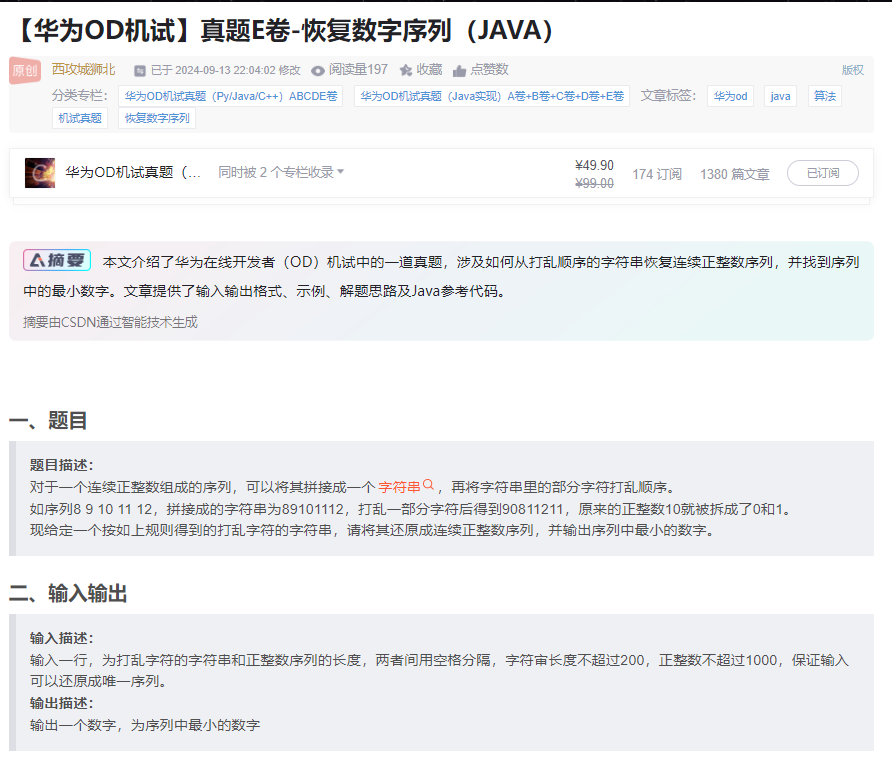 【华为OD机试】真题E卷-恢复数字序列（JAVA）
原创 西攻城狮北 已于 2024-09-13 22:04:02 修改 阅读量197 收藏 点赞数 版权
分类专栏： 华为OD机试真题（Py/Java/C++）ABCDE卷 华为OD机试真题（Java实现）A卷+B卷+C卷+D卷+E卷 文章标签： 华为od java 算法
机试真题 恢复数字序列
华为OD机试真题（... 同时被 2 个专栏收录 ¥49.90 ¥99.00 174 订阅 1380 篇文章 已订阅
摘要 本文介绍了华为在线开发者（OD）机试中的一道真题，涉及如何从打乱顺序的字符串恢复连续正整数序列，并找到序列
中的最小数字。文章提供了输入输出格式、示例、解题思路及Java参考代码。
摘要由CSDN通过智能技术生成
一、题目
题目描述：
对于一个连续正整数组成的序列，可以将其拼接成一个字符串，再将字符串里的部分字符打乱顺序。
如序列8 9 10 11 12，拼接成的字符串为89101112，打乱一部分字符后得到90811211，原来的正整数10就被拆成了0和1。
现给定一个按如上规则得到的打乱字符的字符串，请将其还原成连续正整数序列，并输出序列中最小的数字。
二、输入输出
输入描述：
输入一行，为打乱字符的字符串和正整数序列的长度，两者间用空格分隔，字符审长度不超过200，正整数不超过1000，保证输入
可以还原成唯一序列。
输出描述：
输出一个数字，为序列中最小的数字